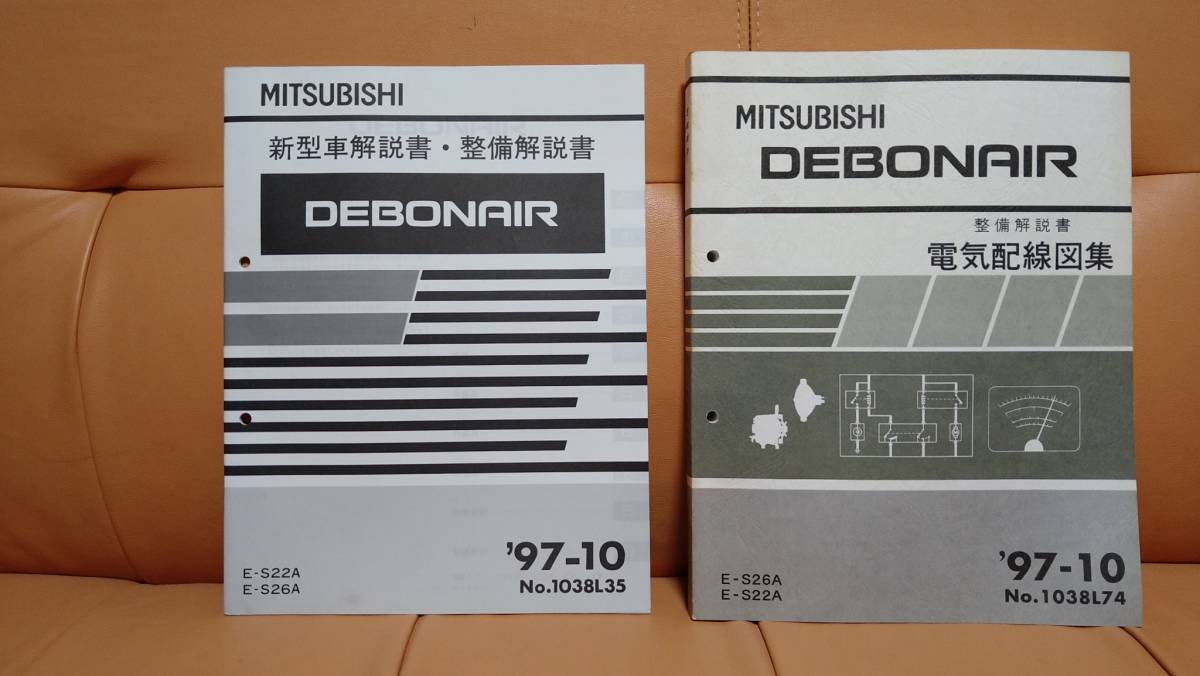 MITSUBISHI
新型車解説書・整備解説書
DEBONAIR
E-S22A
E-S26A
'97-10
No.1038L35
MITSUBISHI
DEBONAIR
整備解説書
電気配線図集
E-S26A
E-S22A
'97-10
No.1038L74